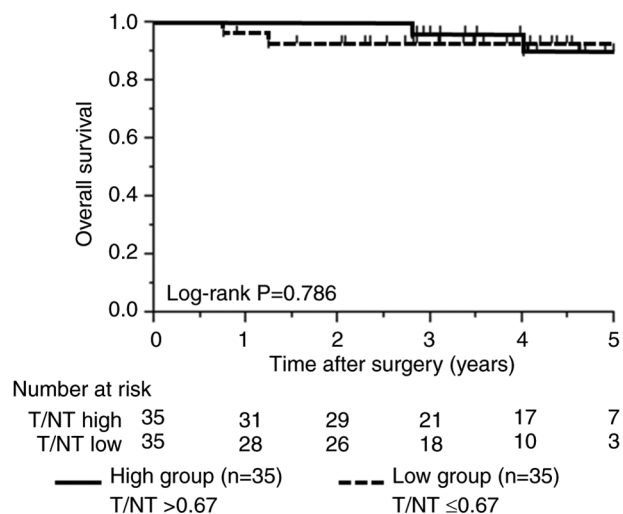 Overall survival
1.0
0.8
0.6
0.4
0.2
0.0
Log-rank P=0.786
0 1 2 3 4 5
Time after surgery (years)
Number at risk
T/NT high 35 31 29 21 17 7
T/NT low 35 28 26 18 10 3
High group (n=35) Low group (n=35)
T/NT >0.67 T/NT ≤0.67